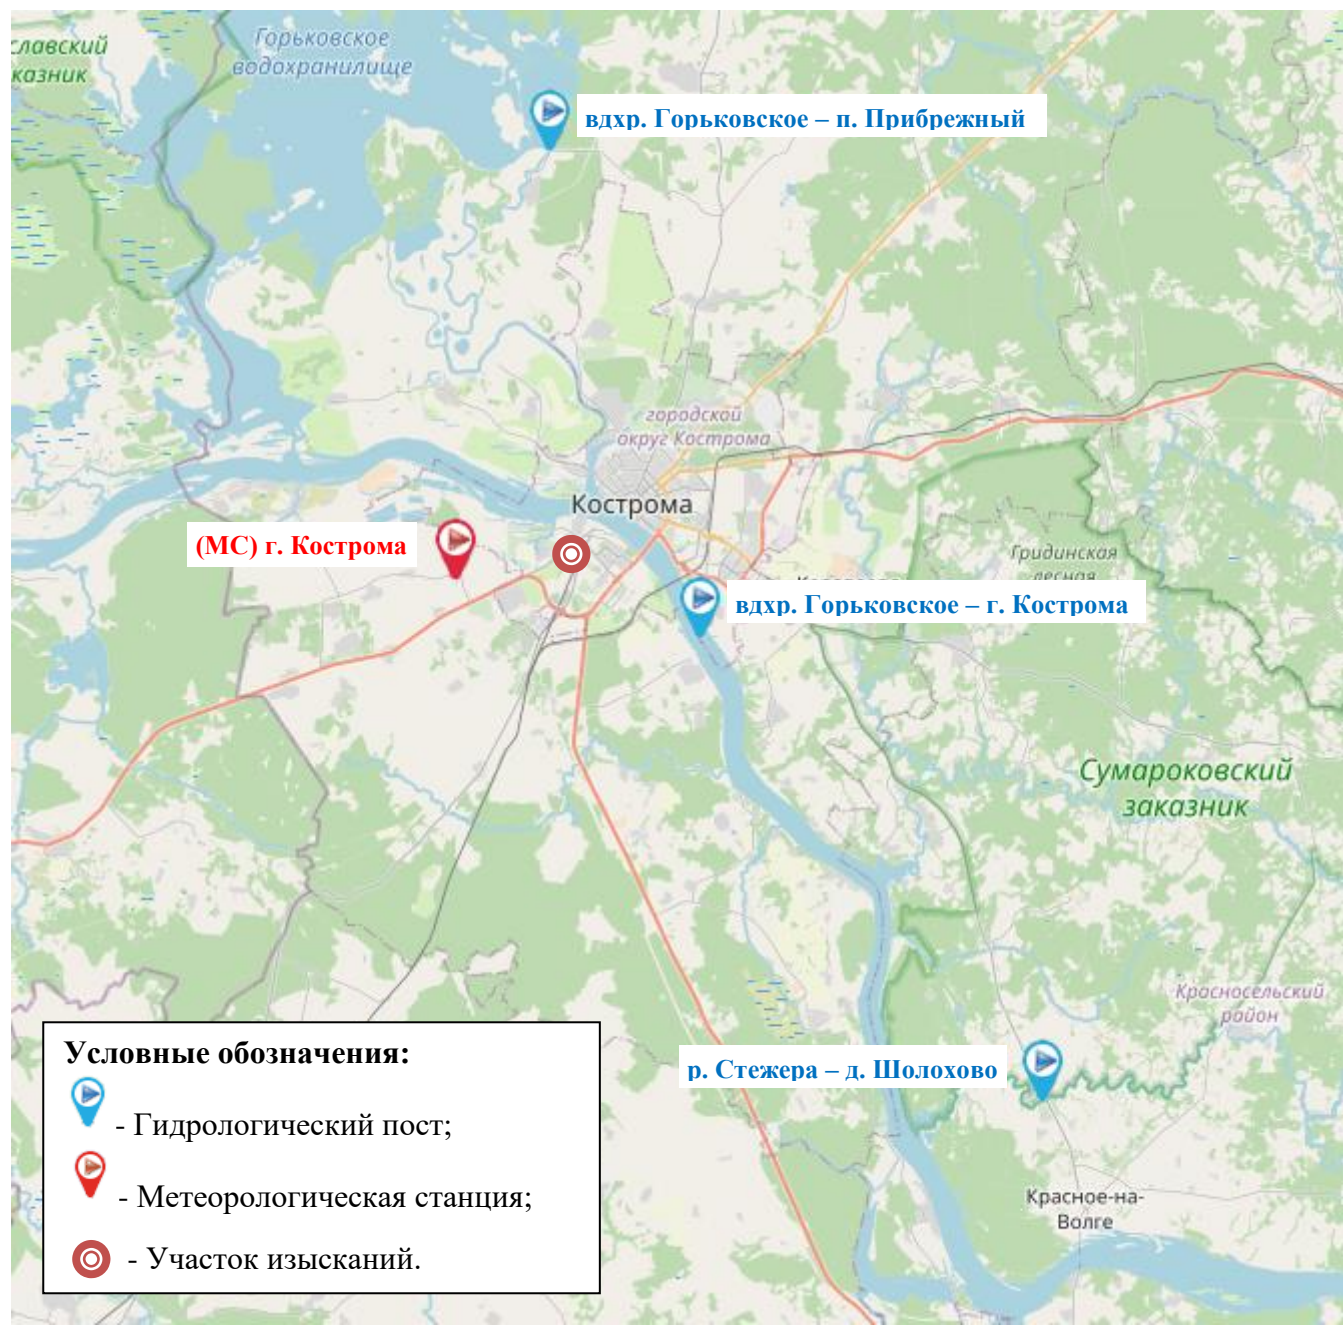 славский
казник
Горьковское
водохранилище
вдхр. Горьковское – п. Прибрежный
городской
округ Кострома
Кострома
(МС) г. Кострома
Гридинская
лесная
вдхр. Горьковское – г. Кострома
Сумароковский
заказник
Красносельский
район
р. Стежера – д. Шолохово
Красное-на-
Волге
Условные обозначения:
- Гидрологический пост;
- Метеорологическая станция;
- Участок изысканий.